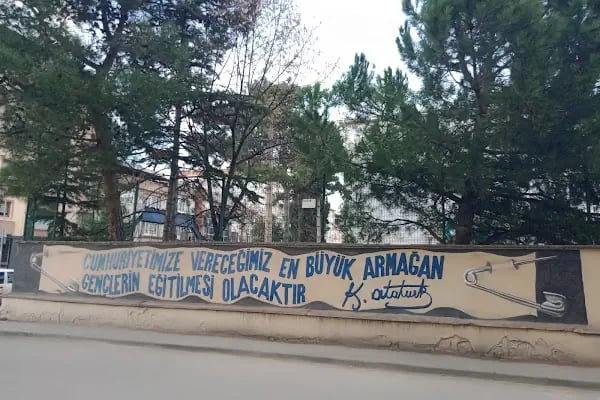 CUMHURİYETİMİZE VERECEĞİMİZ EN BÜYÜK ARMAĞAN
GENÇLERİN EĞİTİLMESİ OLACAKTIR
K. Atatürk